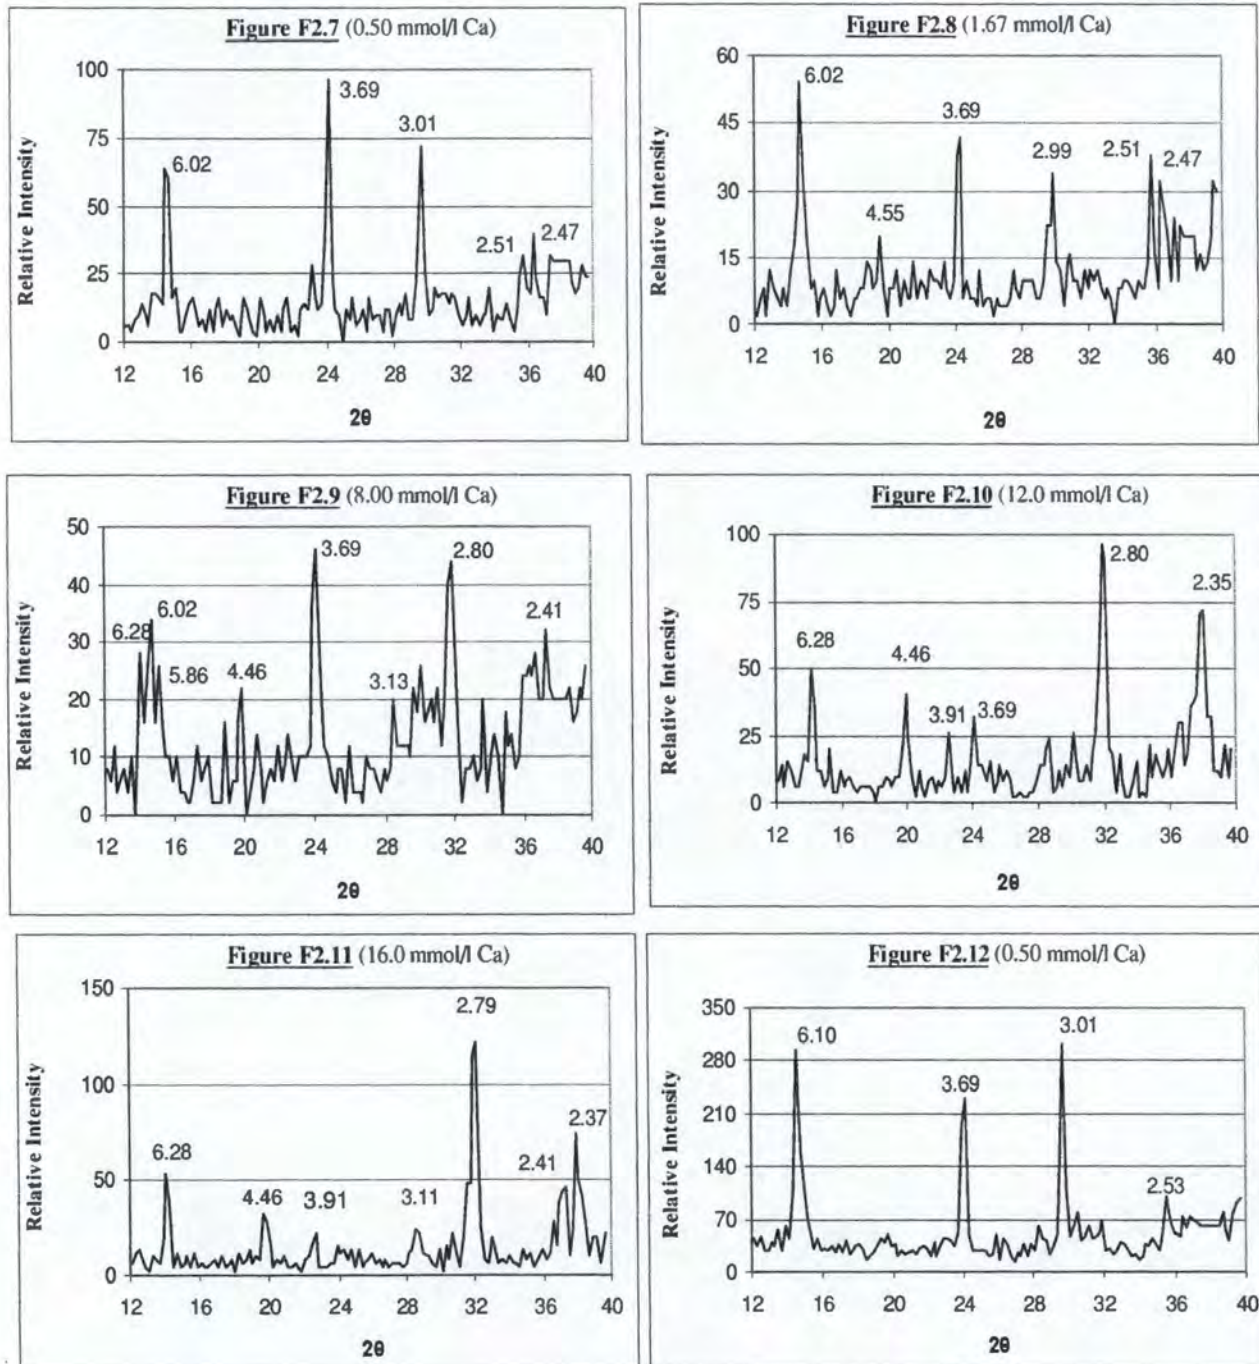 Figure F2.7 (0.50 mmol/l Ca)
Relative Intensity
100
75
50
25
0
6.02
3.69
3.01
2.51
2.47
12 16 20 24 28 32 36 40
2θ
Figure F2.8 (1.67 mmol/l Ca)
Relative Intensity
60
45
30
15
0
6.02
4.55
3.69
2.99
2.51
2.47
12 16 20 24 28 32 36 40
2θ
Figure F2.9 (8.00 mmol/l Ca)
Relative Intensity
50
40
30
20
10
0
6.28
6.02
5.86
4.46
3.69
3.13
2.80
2.41
12 16 20 24 28 32 36 40
2θ
Figure F2.10 (12.0 mmol/l Ca)
Relative Intensity
100
75
50
25
0
6.28
4.46
3.91
3.69
2.80
2.35
12 16 20 24 28 32 36 40
2θ
Figure F2.11 (16.0 mmol/l Ca)
Relative Intensity
150
100
50
0
6.28
4.46
3.91
3.11
2.79
2.41
2.37
12 16 20 24 28 32 36 40
2θ
Figure F2.12 (0.50 mmol/l Ca)
Relative Intensity
350
280
210
140
70
0
6.10
3.69
3.01
2.53
12 16 20 24 28 32 36 40
2θ